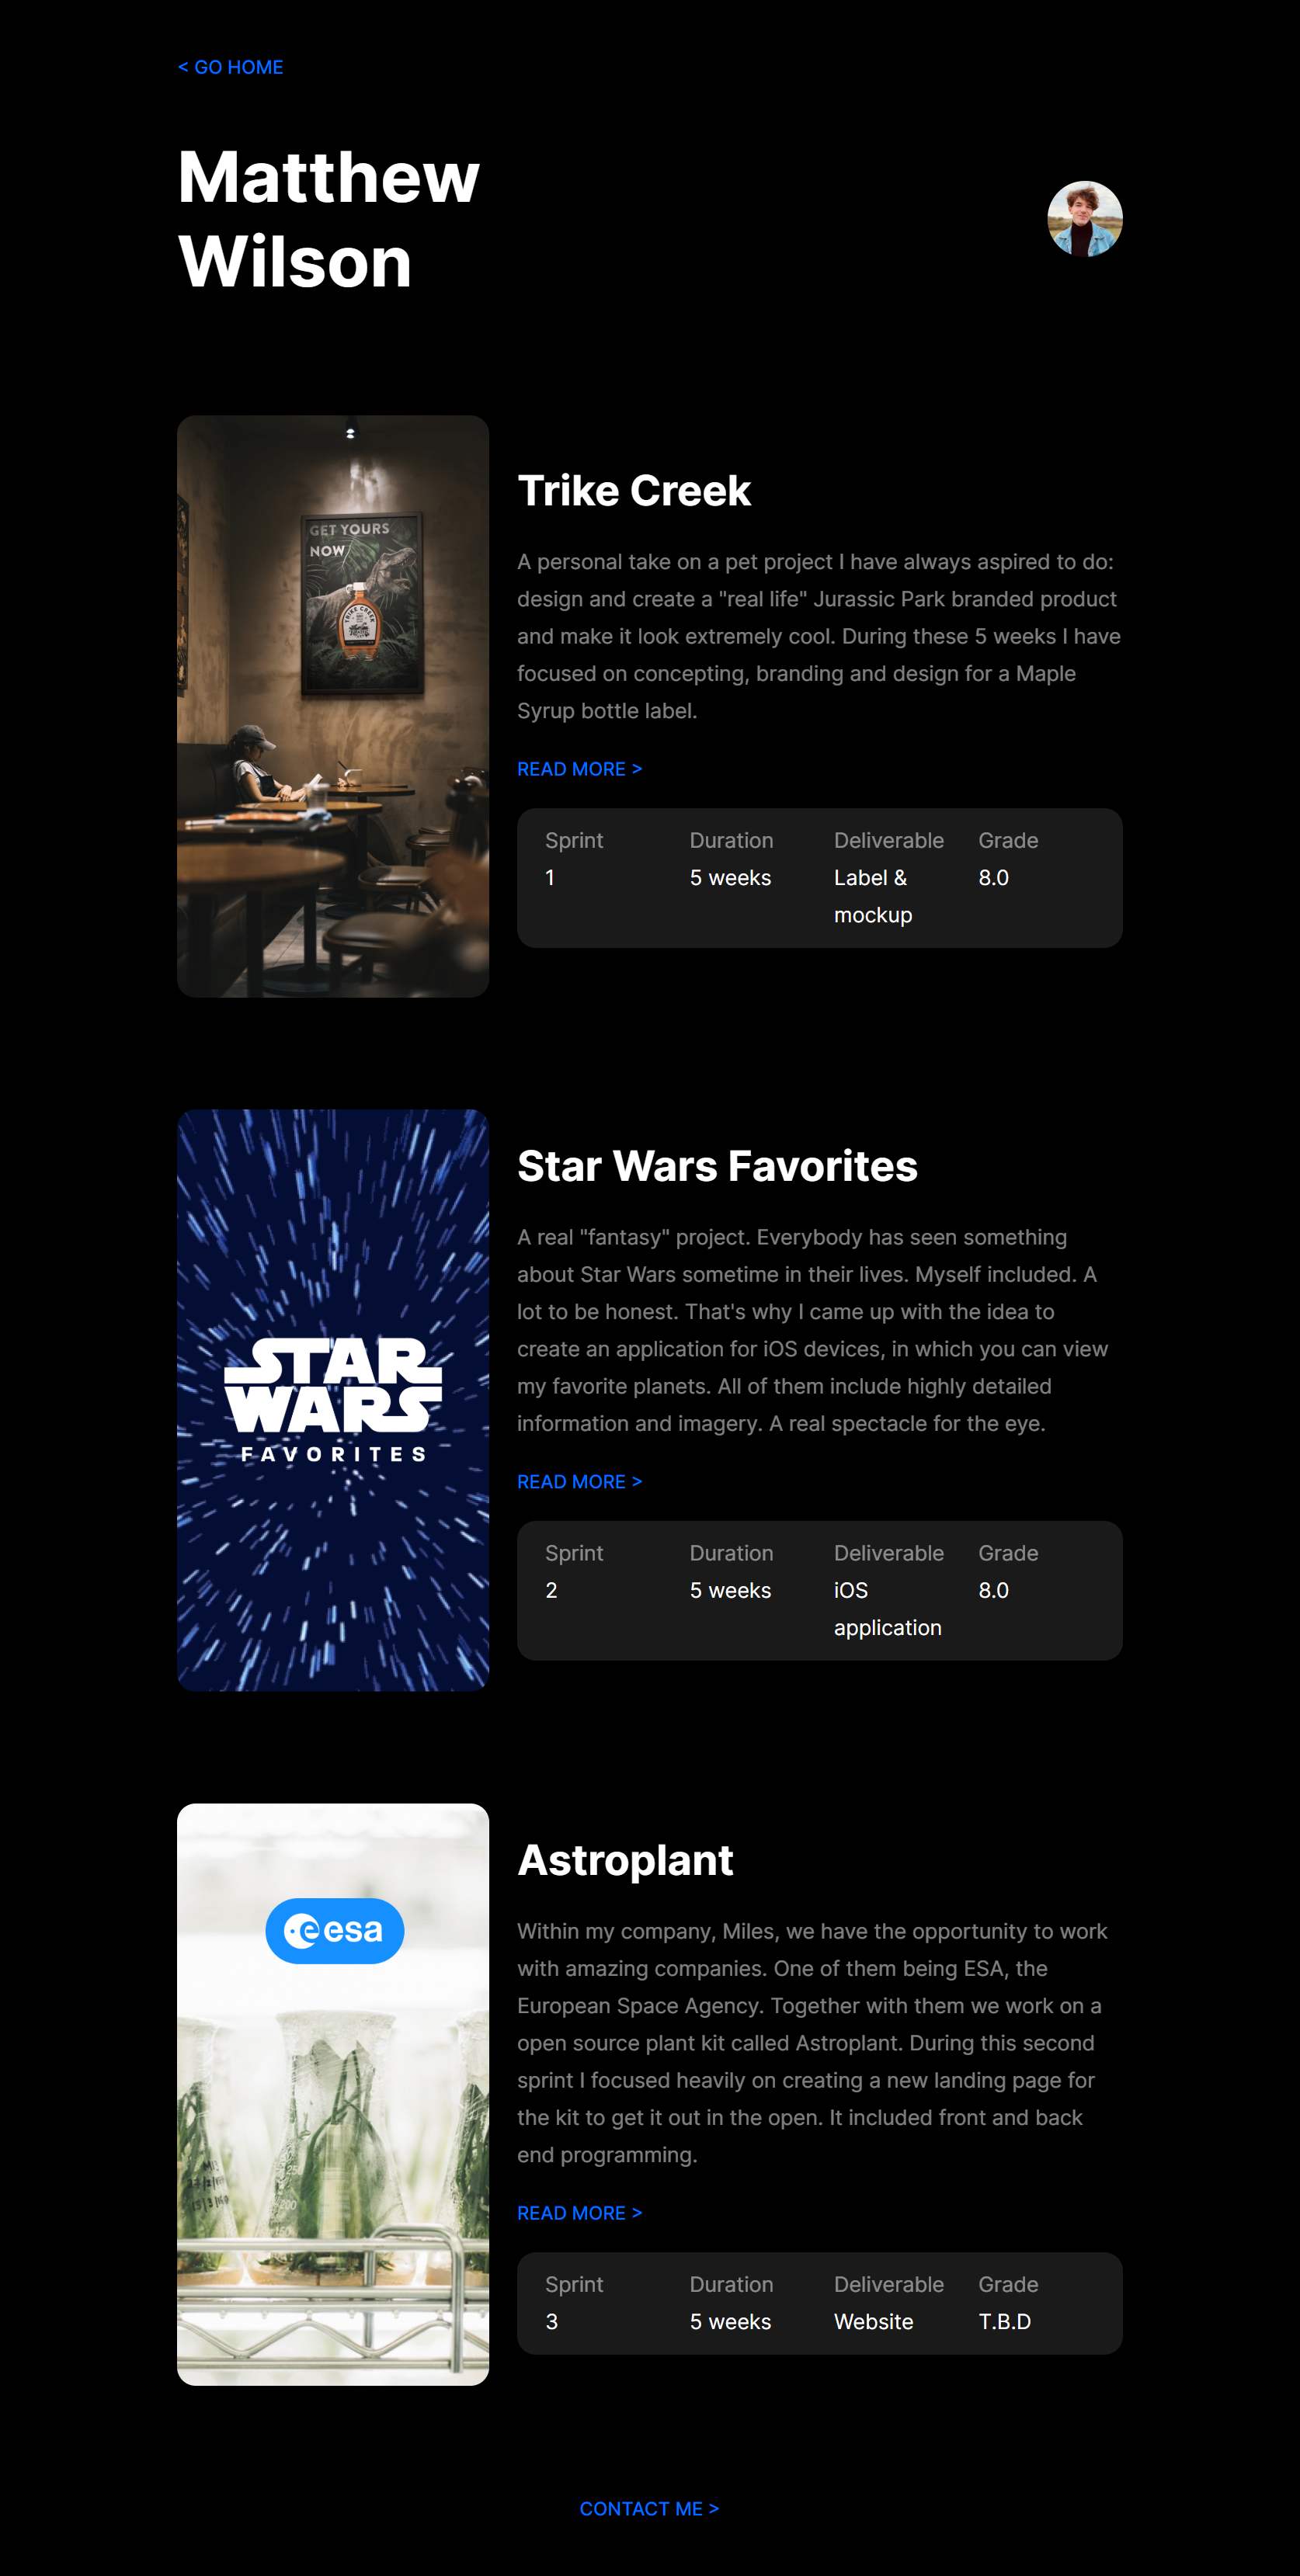 < GO HOME
Matthew
Wilson
GET YOURS
NOW
TRIKE CREEK
Trike Creek
A personal take on a pet project I have always aspired to do:
design and create a "real life" Jurassic Park branded product
and make it look extremely cool. During these 5 weeks I have
focused on concepting, branding and design for a Maple
Syrup bottle label.
READ MORE >
Sprint Duration Deliverable Grade
1 5 weeks Label & 8.0
mockup
STAR
WARS
FAVORITES
Star Wars Favorites
A real "fantasy" project. Everybody has seen something
about Star Wars sometime in their lives. Myself included. A
lot to be honest. That's why I came up with the idea to
create an application for iOS devices, in which you can view
my favorite planets. All of them include highly detailed
information and imagery. A real spectacle for the eye.
READ MORE >
Sprint Duration Deliverable Grade
2 5 weeks iOS 8.0
application
esa
200
Astroplant
Within my company, Miles, we have the opportunity to work
with amazing companies. One of them being ESA, the
European Space Agency. Together with them we work on a
open source plant kit called Astroplant. During this second
sprint I focused heavily on creating a new landing page for
the kit to get it out in the open. It included front and back
end programming.
READ MORE >
Sprint Duration Deliverable Grade
3 5 weeks Website T.B.D
CONTACT ME >